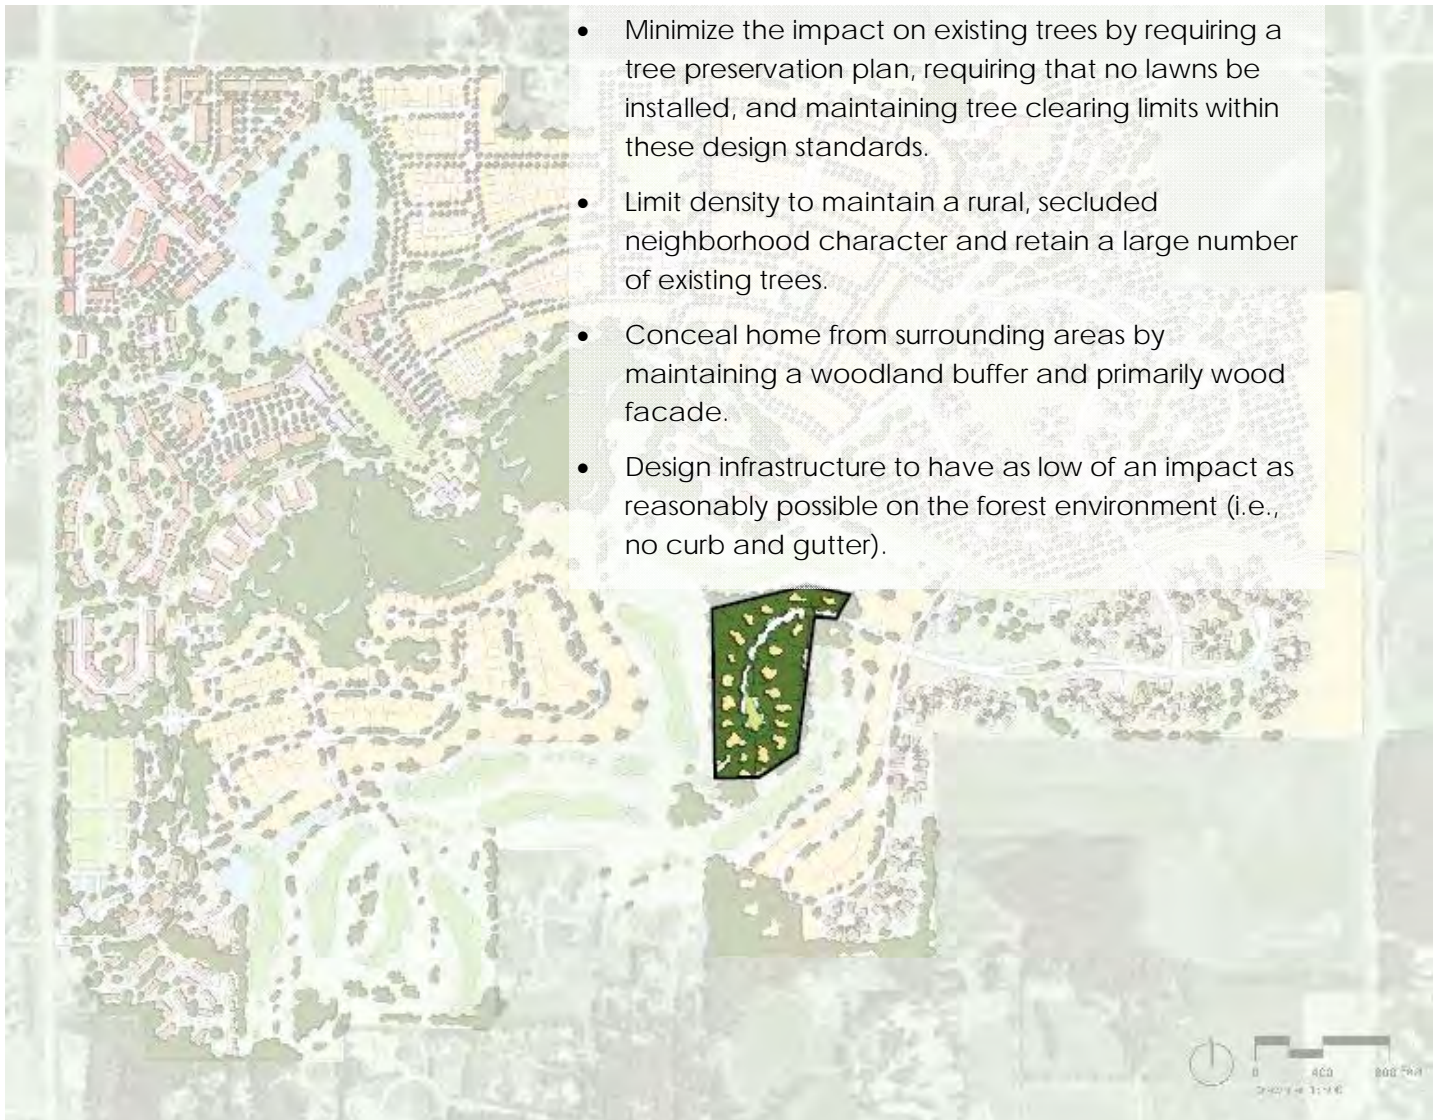 • Minimize the impact on existing trees by requiring a
tree preservation plan, requiring that no lawns be
installed, and maintaining tree clearing limits within
these design standards.
• Limit density to maintain a rural, secluded
neighborhood character and retain a large number
of existing trees.
• Conceal home from surrounding areas by
maintaining a woodland buffer and primarily wood
facade.
• Design infrastructure to have as low of an impact as
reasonably possible on the forest environment (i.e.,
no curb and gutter).
0 400 800 Feet